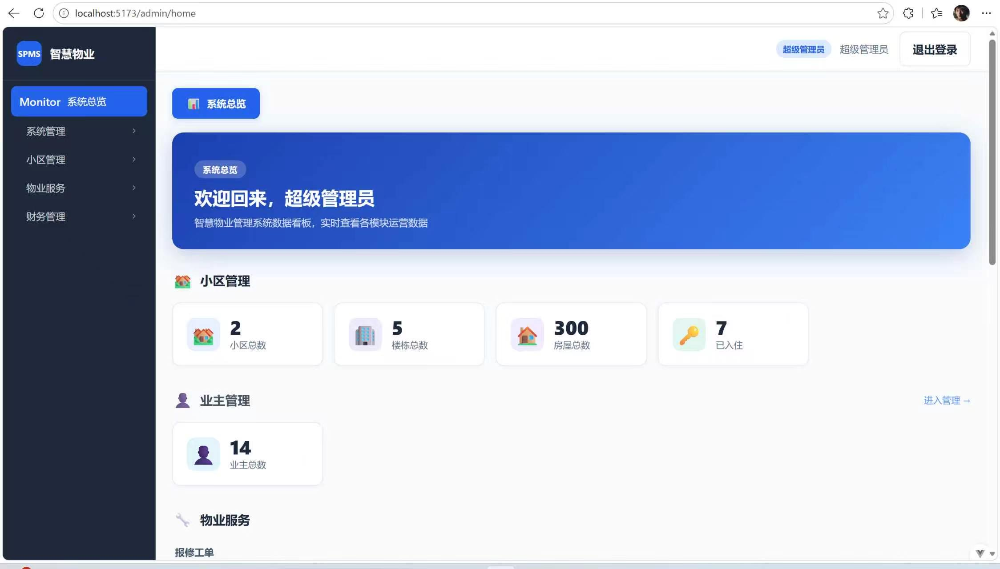 localhost:5173/admin/home
SPMS 智慧物业
超级管理员 超级管理员 退出登录
Monitor 系统总览
系统管理
小区管理
物业服务
财务管理
系统总览
系统总览
欢迎回来，超级管理员
智慧物业管理系统数据看板，实时查看各模块运营数据
小区管理
2
小区总数
5
楼栋总数
300
房屋总数
7
已入住
业主管理
进入管理 →
14
业主总数
物业服务
报修工单